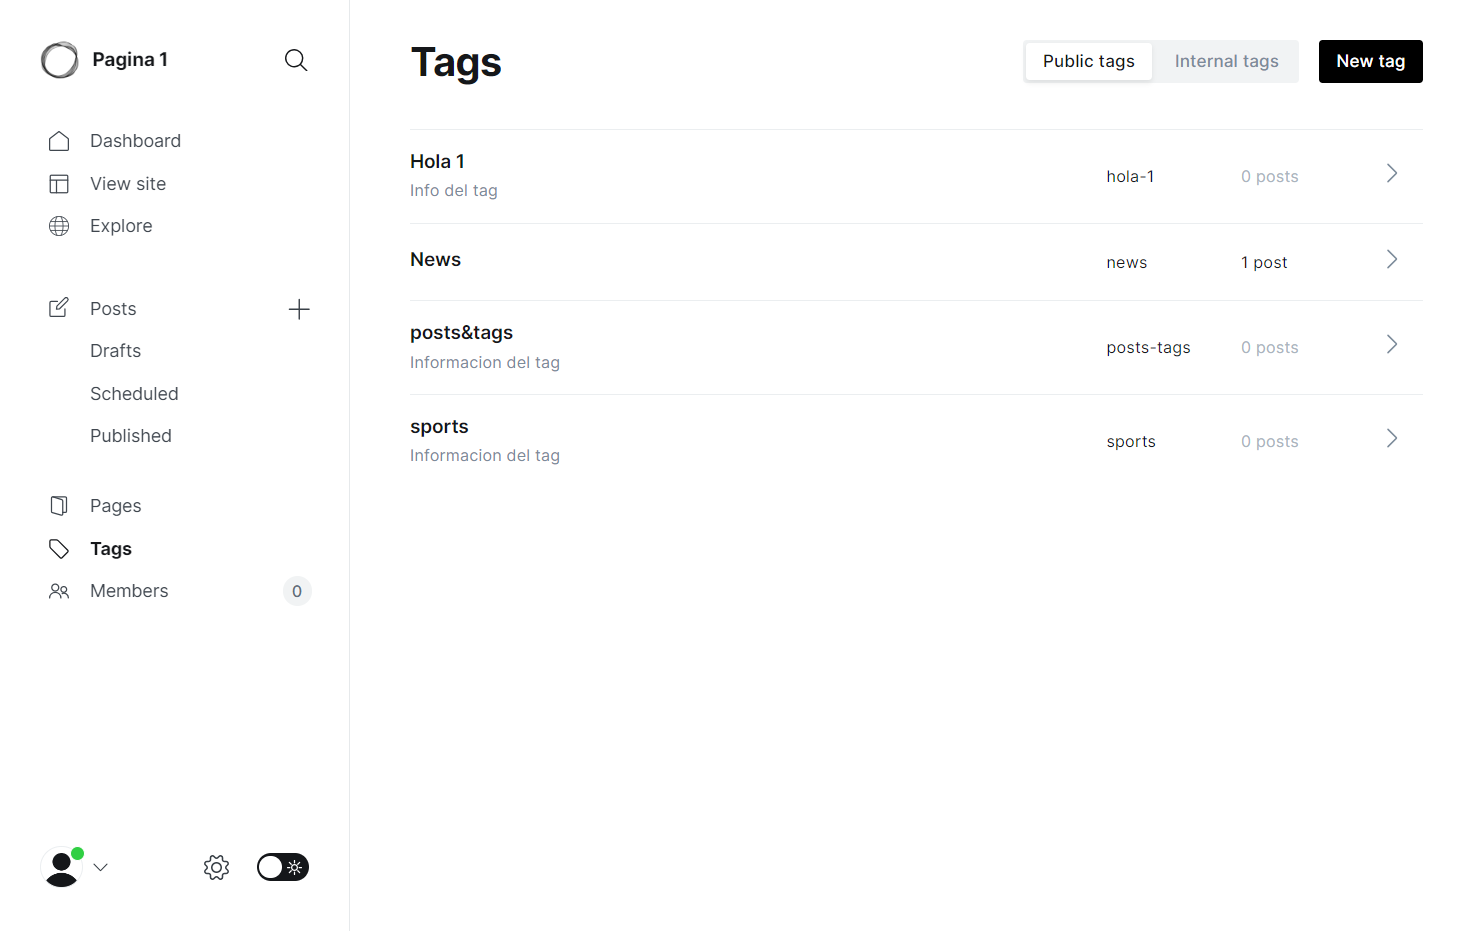 Pagina 1
Dashboard
View site
Explore
Posts
Drafts
Scheduled
Published
Pages
Tags
Members 0
Tags
Public tags Internal tags New tag
Hola 1
Info del tag
hola-1 0 posts
News
news 1 post
posts&tags
Informacion del tag
posts-tags 0 posts
sports
Informacion del tag
sports 0 posts